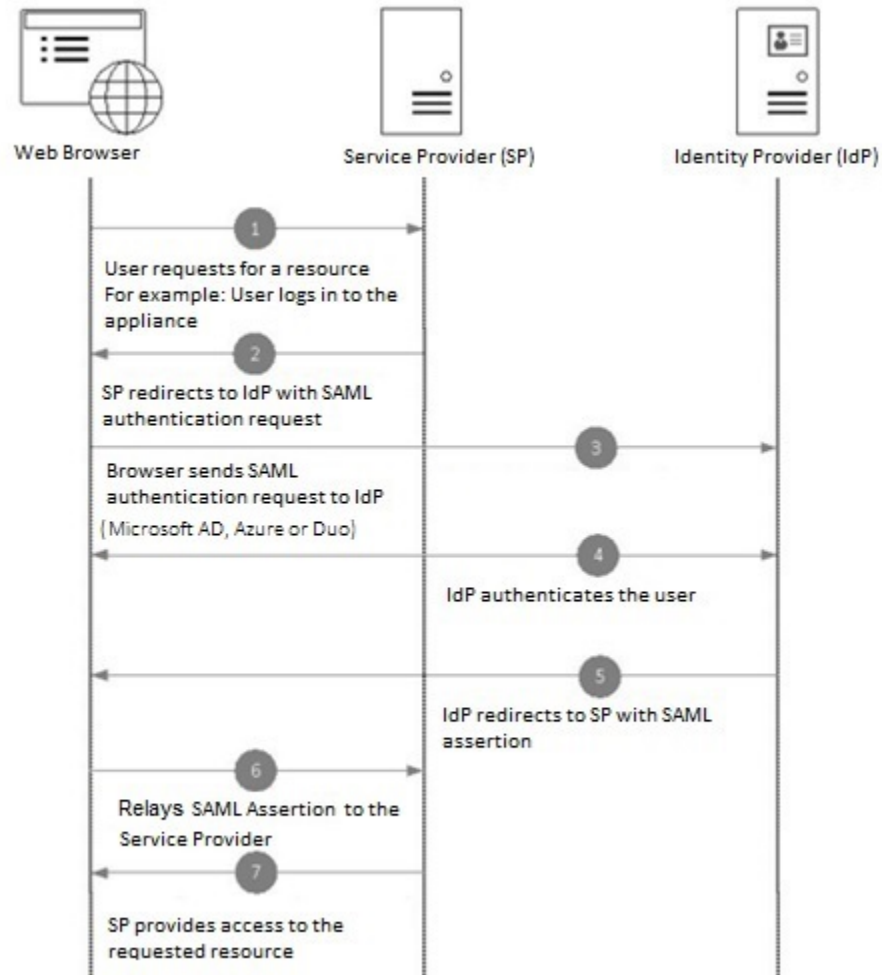 Web Browser
Service Provider (SP)
Identity Provider (IdP)
1
User requests for a resource
For example: User logs in to the
appliance
2
SP redirects to IdP with SAML
authentication request
3
Browser sends SAML
authentication request to IdP
(Microsoft AD, Azure or Duo)
4
IdP authenticates the user
5
IdP redirects to SP with SAML
assertion
6
Relays SAML Assertion to the
Service Provider
7
SP provides access to the
requested resource